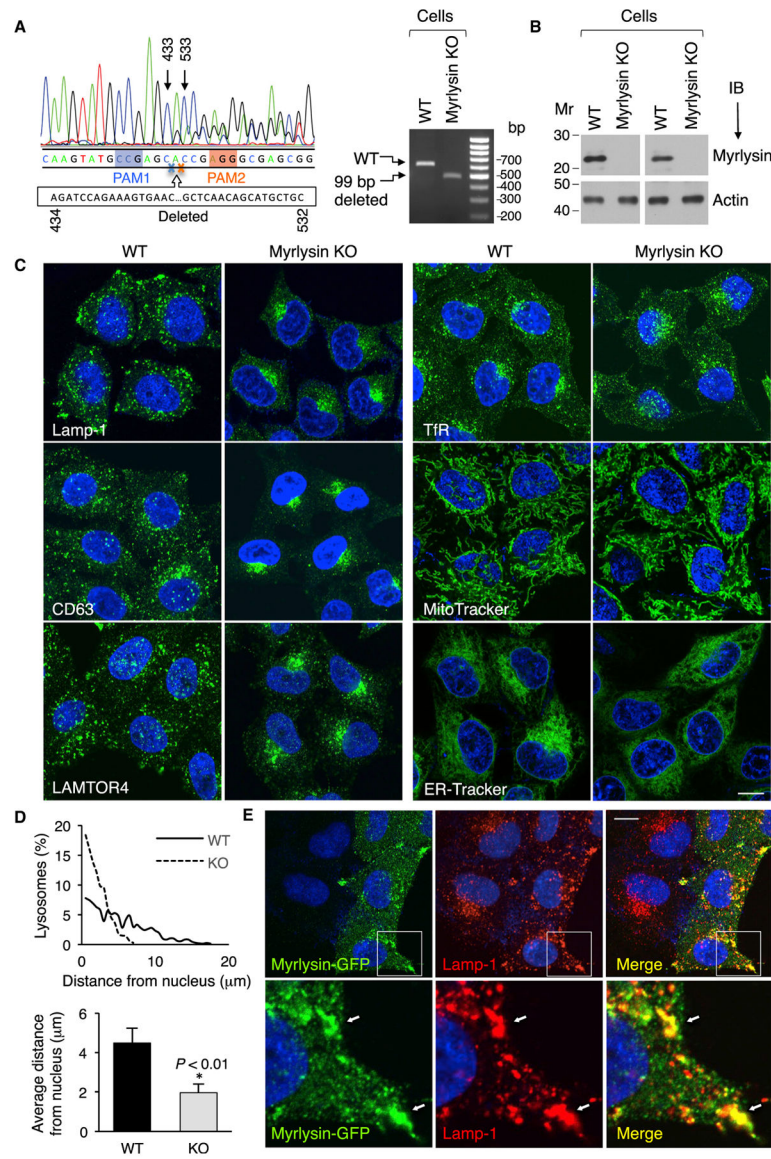 A
433
533
CAAGTATGCCGAGCACCGAGGGCGAGCGG
PAM1
PAM2
AGATCCAGAAAGTGAAC…GCTCAACAGCATGCTGC
434
Deleted
532
Cells
WT
Myrlysin KO
bp
WT
99 bp
deleted
700
500
400
300
200
B
Cells
WT
Myrlysin KO
WT
Myrlysin KO
IB
Mr
30
20
Myrlysin
50
40
Actin
C
WT
Myrlysin KO
WT
Myrlysin KO
Lamp-1
TfR
CD63
MitoTracker
LAMTOR4
ER-Tracker
D
Lysosomes (%)
20
15
10
5
0
WT
KO
0
10
20
Distance from nucleus (μm)
Average distance
from nucleus (μm)
6
4
2
0
P < 0.01
*
WT
KO
E
Myrlysin-GFP
Lamp-1
Merge
Myrlysin-GFP
Lamp-1
Merge